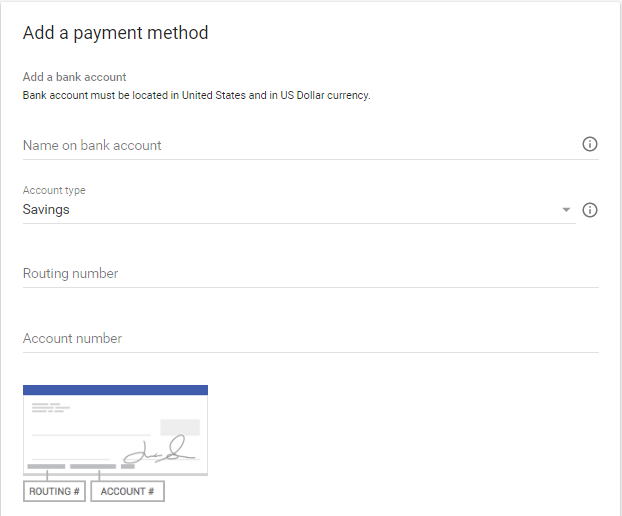 Add a payment method
Add a bank account
Bank account must be located in United States and in US Dollar currency.
Name on bank account
Account type
Savings
Routing number
Account number
ROUTING # ACCOUNT #